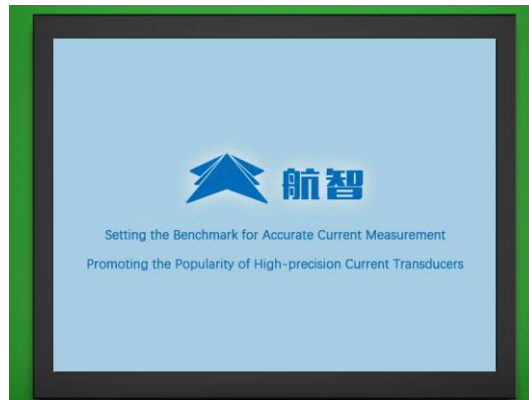 航智
Setting the Benchmark for Accurate Current Measurement
Promoting the Popularity of High-precision Current Transducers